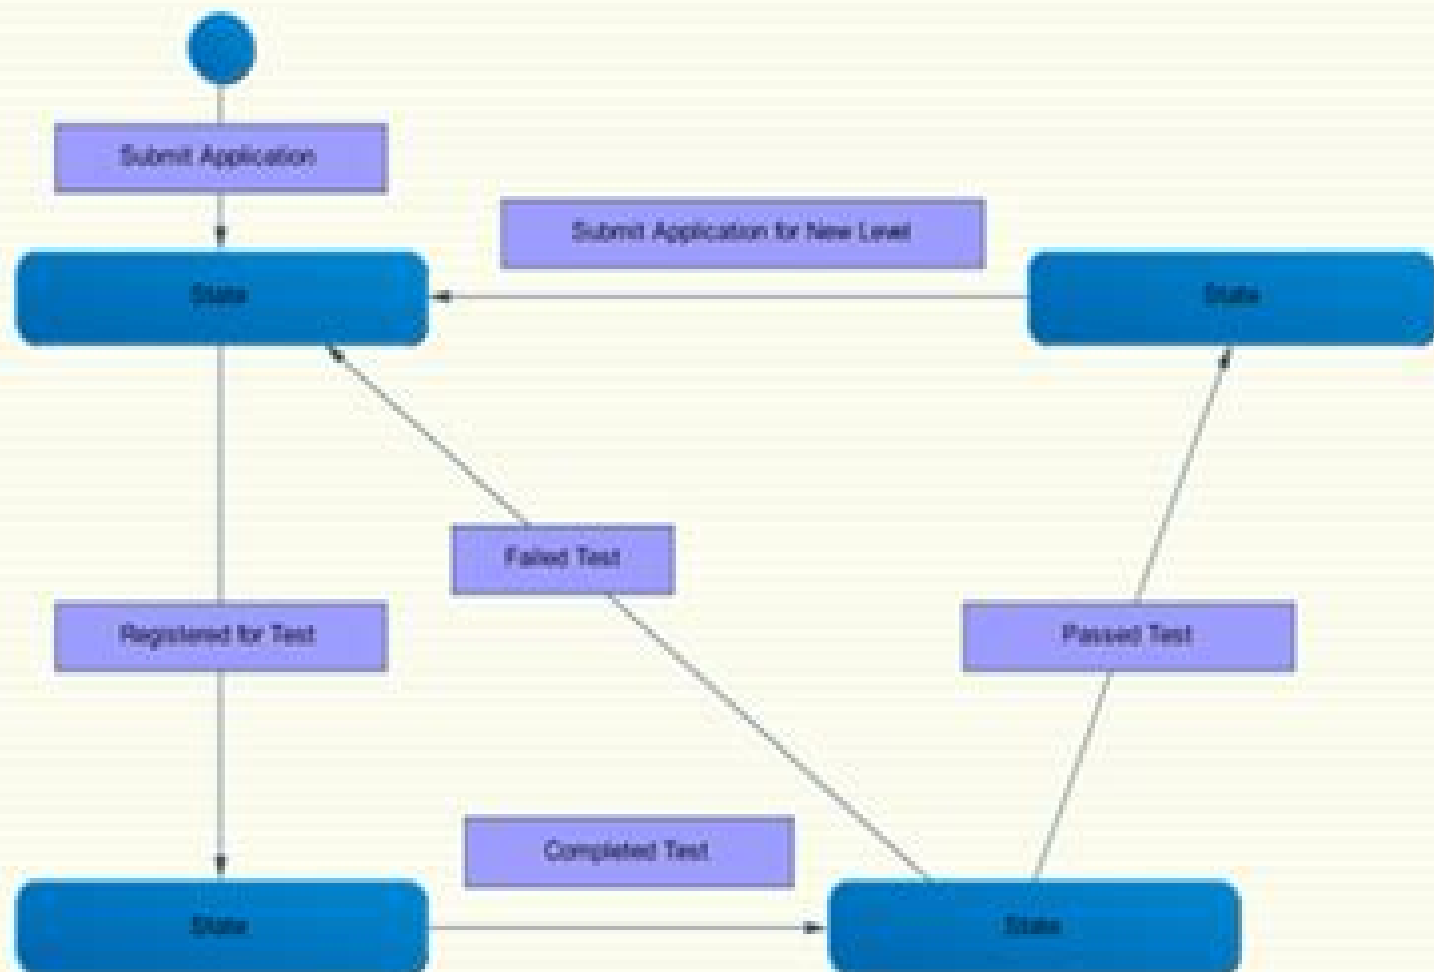 Submit Application
Submit Application for New Level
State
State
Failed Test
Registered for Test
Passed Test
Completed Test
State
State